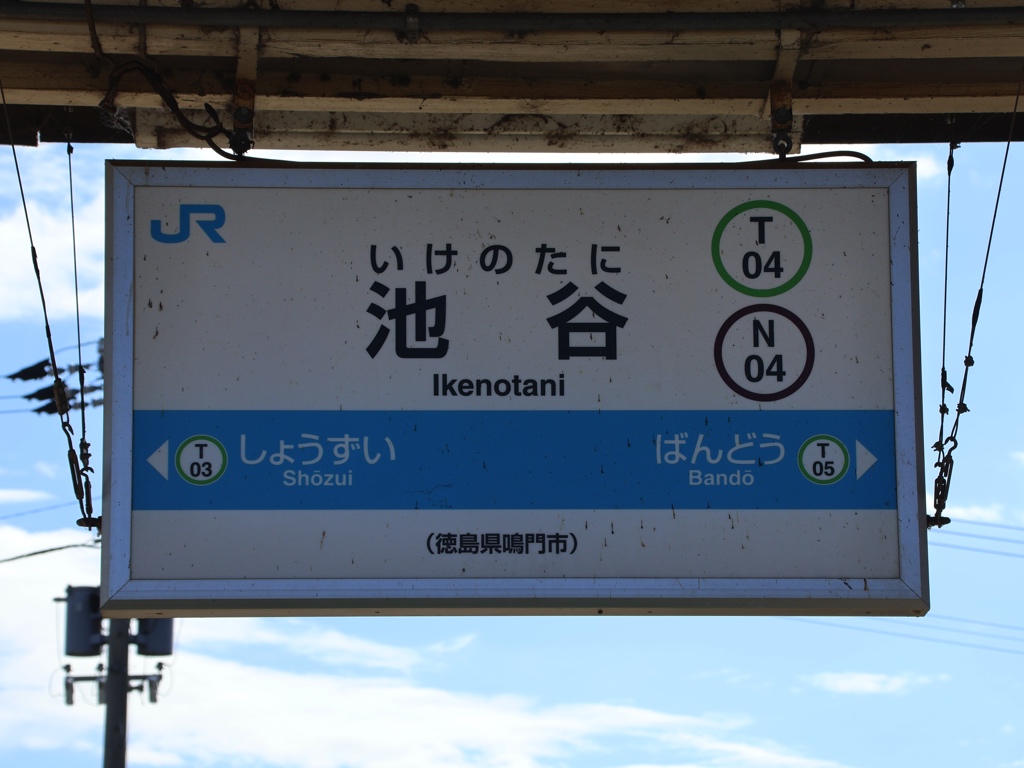 JR
いけのたに
池谷
Ikenotani
T
04
N
04
T
03
しょうずい
Shōzui
ばんどう
Bandō
T
05
(徳島県鳴門市)